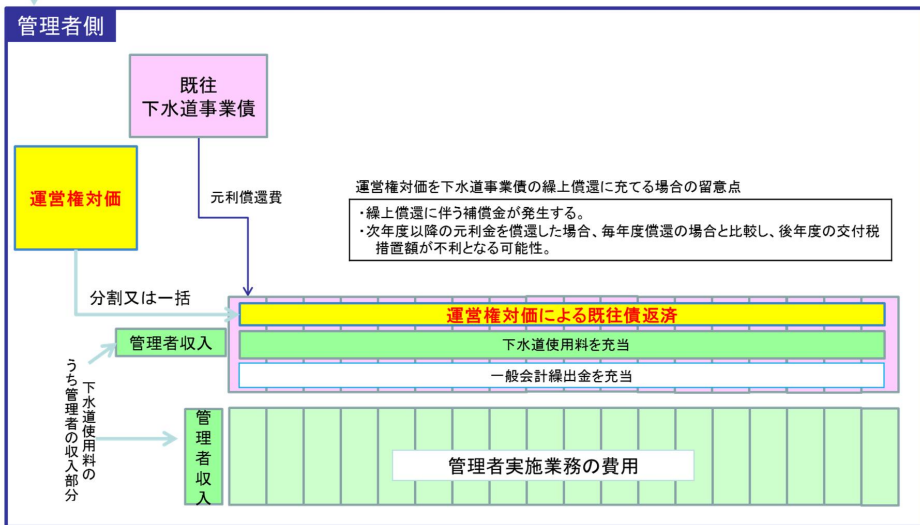 管理者側
既往
下水道事業債
運営権対価
元利償還費
運営権対価を下水道事業債の繰上償還に充てる場合の留意点
・繰上償還に伴う補償金が発生する。
・次年度以降の元利金を償還した場合、毎年度償還の場合と比較し、後年度の交付税
措置額が不利となる可能性。
分割又は一括
運営権対価による既往債返済
管理者収入
下水道使用料を充当
一般会計繰出金を充当
下水道使用料の
うち管理者の収入部分
管理者収入
管理者実施業務の費用